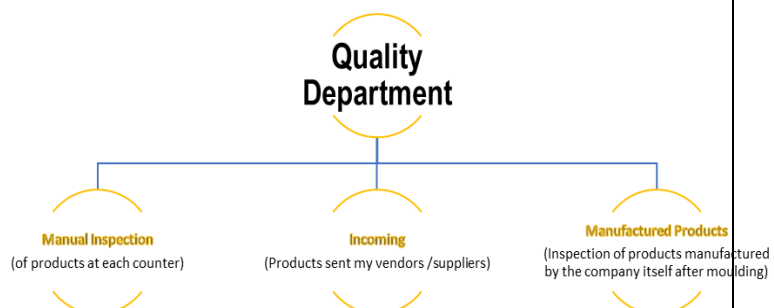 Quality
Department
Manual Inspection
(of products at each counter)
Incoming
(Products sent my vendors /suppliers)
Manufactured Products
(Inspection of products manufactured
by the company itself after moulding)